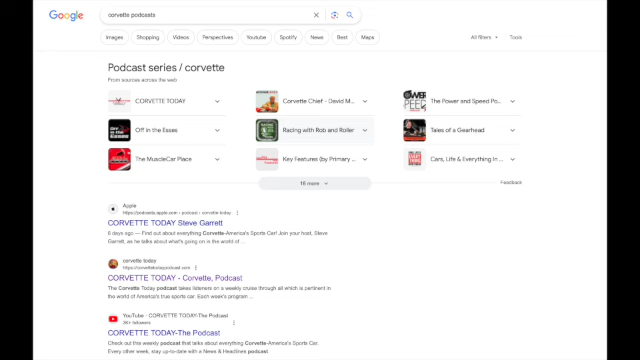 Google
corvette podcasts
Images
Shopping
Videos
Perspectives
Youtube
Spotify
News
Best
Maps
All filters
Tools
Podcast series / corvette
From sources across the web
CORVETTE TODAY
Corvette Chief - David M...
The Power and Speed Po...
Off in the Esses
Racing with Rob and Roller
Tales of a Gearhead
The MuscleCar Place
Key Features (by Primary ...
Cars, Life & Everything In ...
18 more
Feedback
Apple
https://podcasts.apple.com › podcast › corvette-today
CORVETTE TODAY Steve Garrett
6 days ago — Find out about everything Corvette-America's Sports Car! Join your host, Steve
Garrett, as he talks about what's going on in the world of ...
corvette today
https://corvettetodaypodcast.com
CORVETTE TODAY - Corvette, Podcast
The Corvette Today podcast takes listeners on a weekly cruise through all which is pertinent in
the world of America's true sports car. Each week's program ...
YouTube · CORVETTE TODAY-The Podcast
CORVETTE TODAY-The Podcast
Check out this weekly podcast that talks about everything Corvette-America's Sports Car.
Every other week, stay up-to-date with a News & Headlines podcast